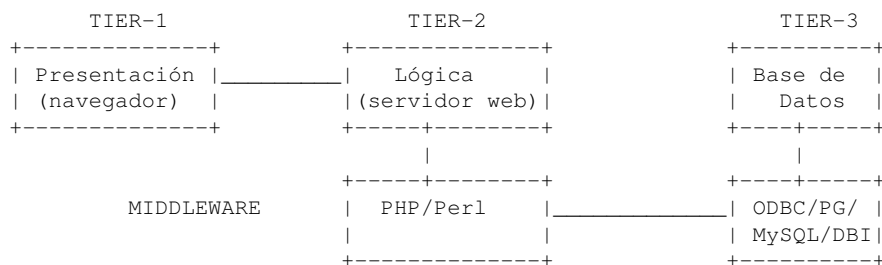 TIER-1 TIER-2 TIER-3
Presentación Lógica Base de
(navegador) (servidor web) Datos
MIDDLEWARE PHP/Perl ODBC/PG/
MySQL/DBI